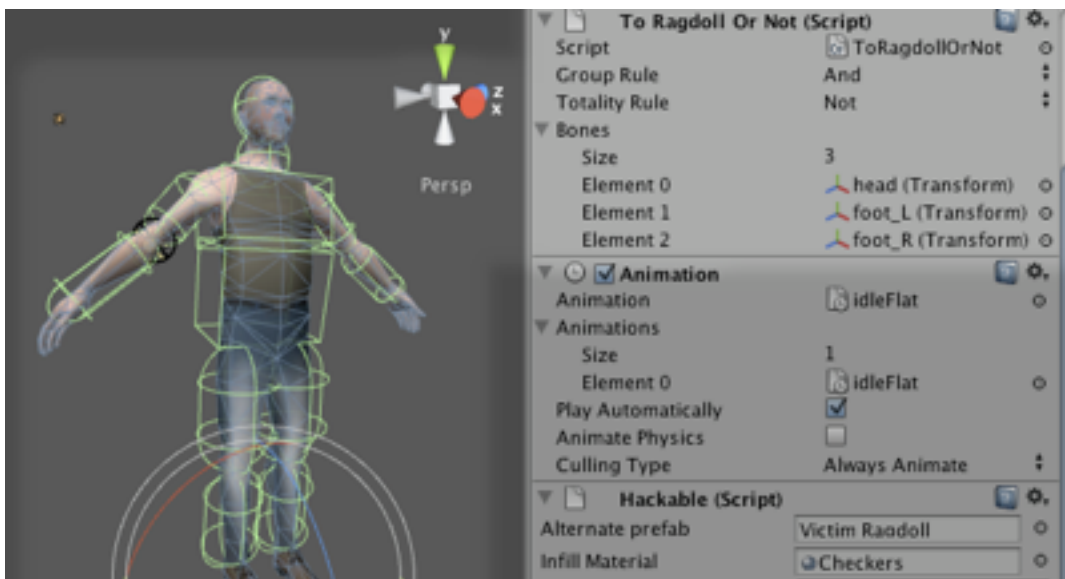 y
z
x
Persp
To Ragdoll Or Not (Script)
Script ToRagdollOrNot
Group Rule And
Totality Rule Not
Bones
Size 3
Element 0 head (Transform)
Element 1 foot_L (Transform)
Element 2 foot_R (Transform)
Animation
Animation idleFlat
Animations
Size 1
Element 0 idleFlat
Play Automatically
Animate Physics
Culling Type Always Animate
Hackable (Script)
Alternate prefab Victim Ragdoll
Infill Material Checkers